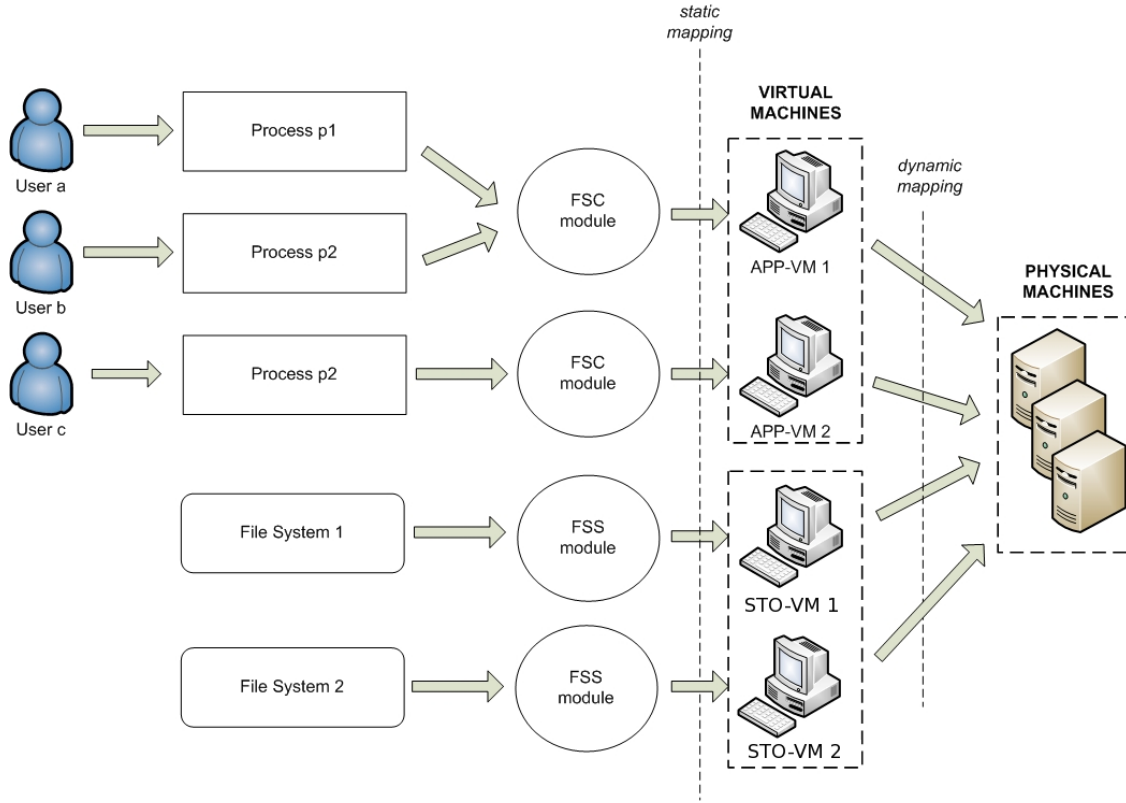 static
mapping
VIRTUAL
MACHINES
dynamic
mapping
PHYSICAL
MACHINES
User a
Process p1
FSC
module
APP-VM 1
User b
Process p2
User c
Process p2
FSC
module
APP-VM 2
File System 1
FSS
module
STO-VM 1
File System 2
FSS
module
STO-VM 2